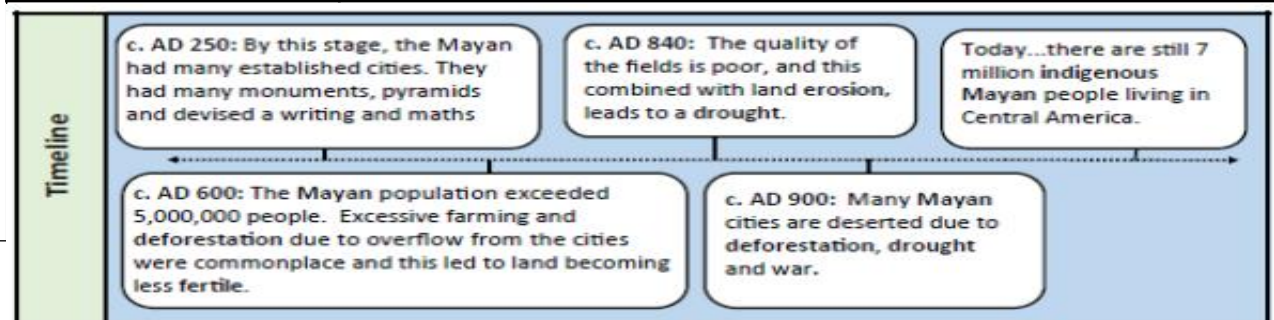 Timeline
c. AD 250: By this stage, the Mayan
had many established cities. They
had many monuments, pyramids
and devised a writing and maths
c. AD 600: The Mayan population exceeded
5,000,000 people. Excessive farming and
deforestation due to overflow from the cities
were commonplace and this led to land becoming
less fertile.
c. AD 840: The quality of
the fields is poor, and this
combined with land erosion,
leads to a drought.
c. AD 900: Many Mayan
cities are deserted due to
deforestation, drought
and war.
Today...there are still 7
million indigenous
Mayan people living in
Central America.